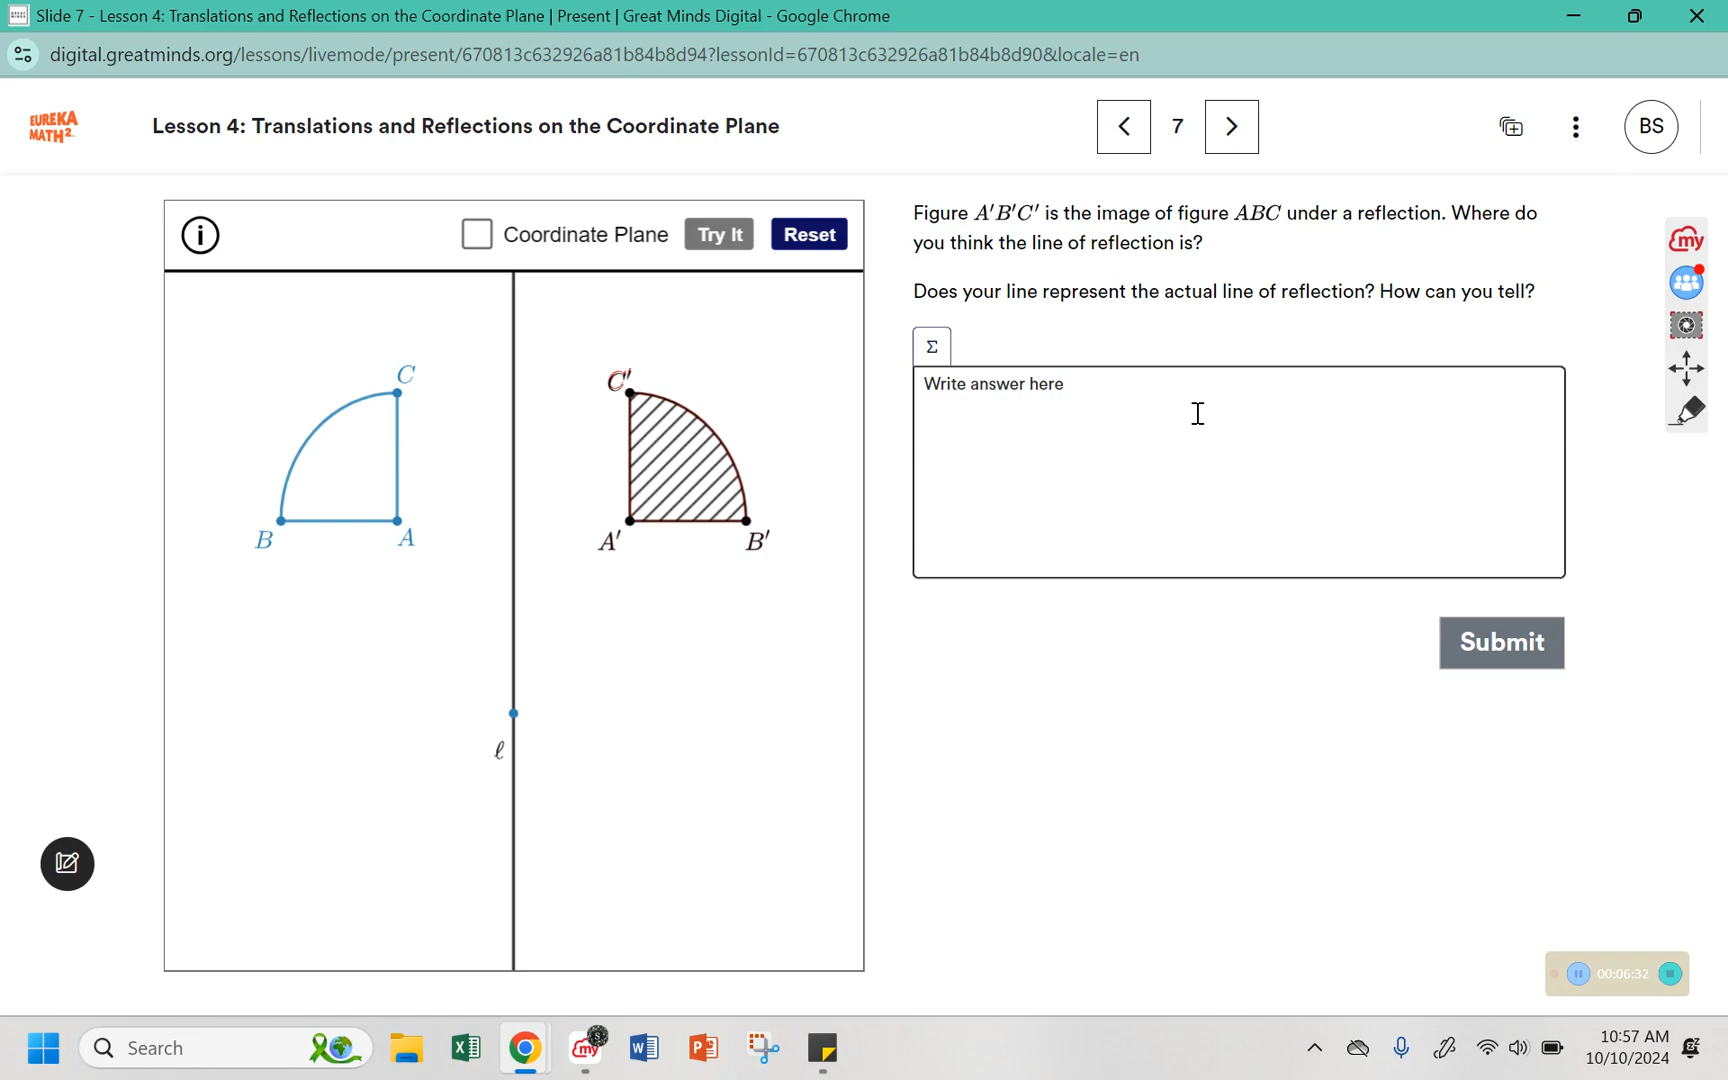 Slide 7 - Lesson 4: Translations and Reflections on the Coordinate Plane | Present | Great Minds Digital - Google Chrome
digital.greatminds.org/lessons/livemode/present/670813c632926a81b84b8d94?lessonId=670813c632926a81b84b8d90&locale=en
EUREKA
MATH²
Lesson 4: Translations and Reflections on the Coordinate Plane
7
BS
Coordinate Plane
Try It
Reset
Figure A'B'C' is the image of figure ABC under a reflection. Where do
you think the line of reflection is?
Does your line represent the actual line of reflection? How can you tell?
Σ
Write answer here
C
B
A
C'
A'
B'
ℓ
Submit
my
00:06:32
Search
my
10:57 AM
10/10/2024